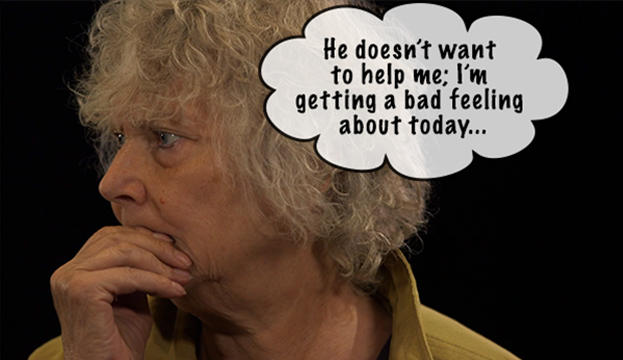 He doesn't want
to help me; I'm
getting a bad feeling
about today...